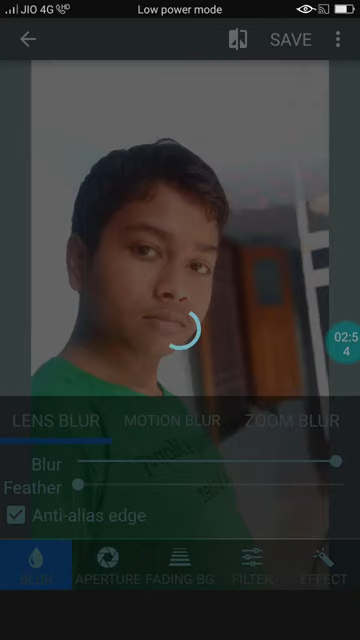 JIO 4G HD Low power mode
SAVE
02:5
4
LENS BLUR MOTION BLUR ZOOM BLUR
Blur
Feather
Anti-alias edge
BLUR APERTURE FADING BG FILTER EFFECT